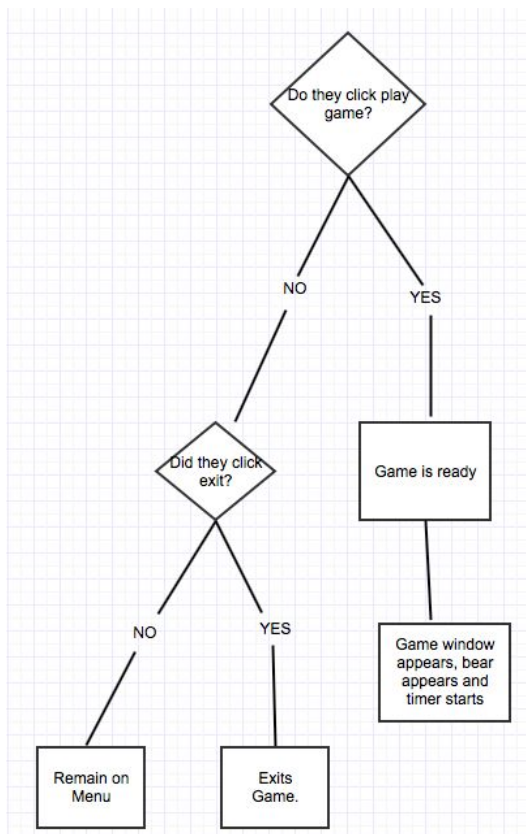 Do they click play
game?
NO
YES
Did they click
exit?
Game is ready
NO
YES
Game window
appears, bear
appears and
timer starts
Remain on
Menu
Exits
Game.